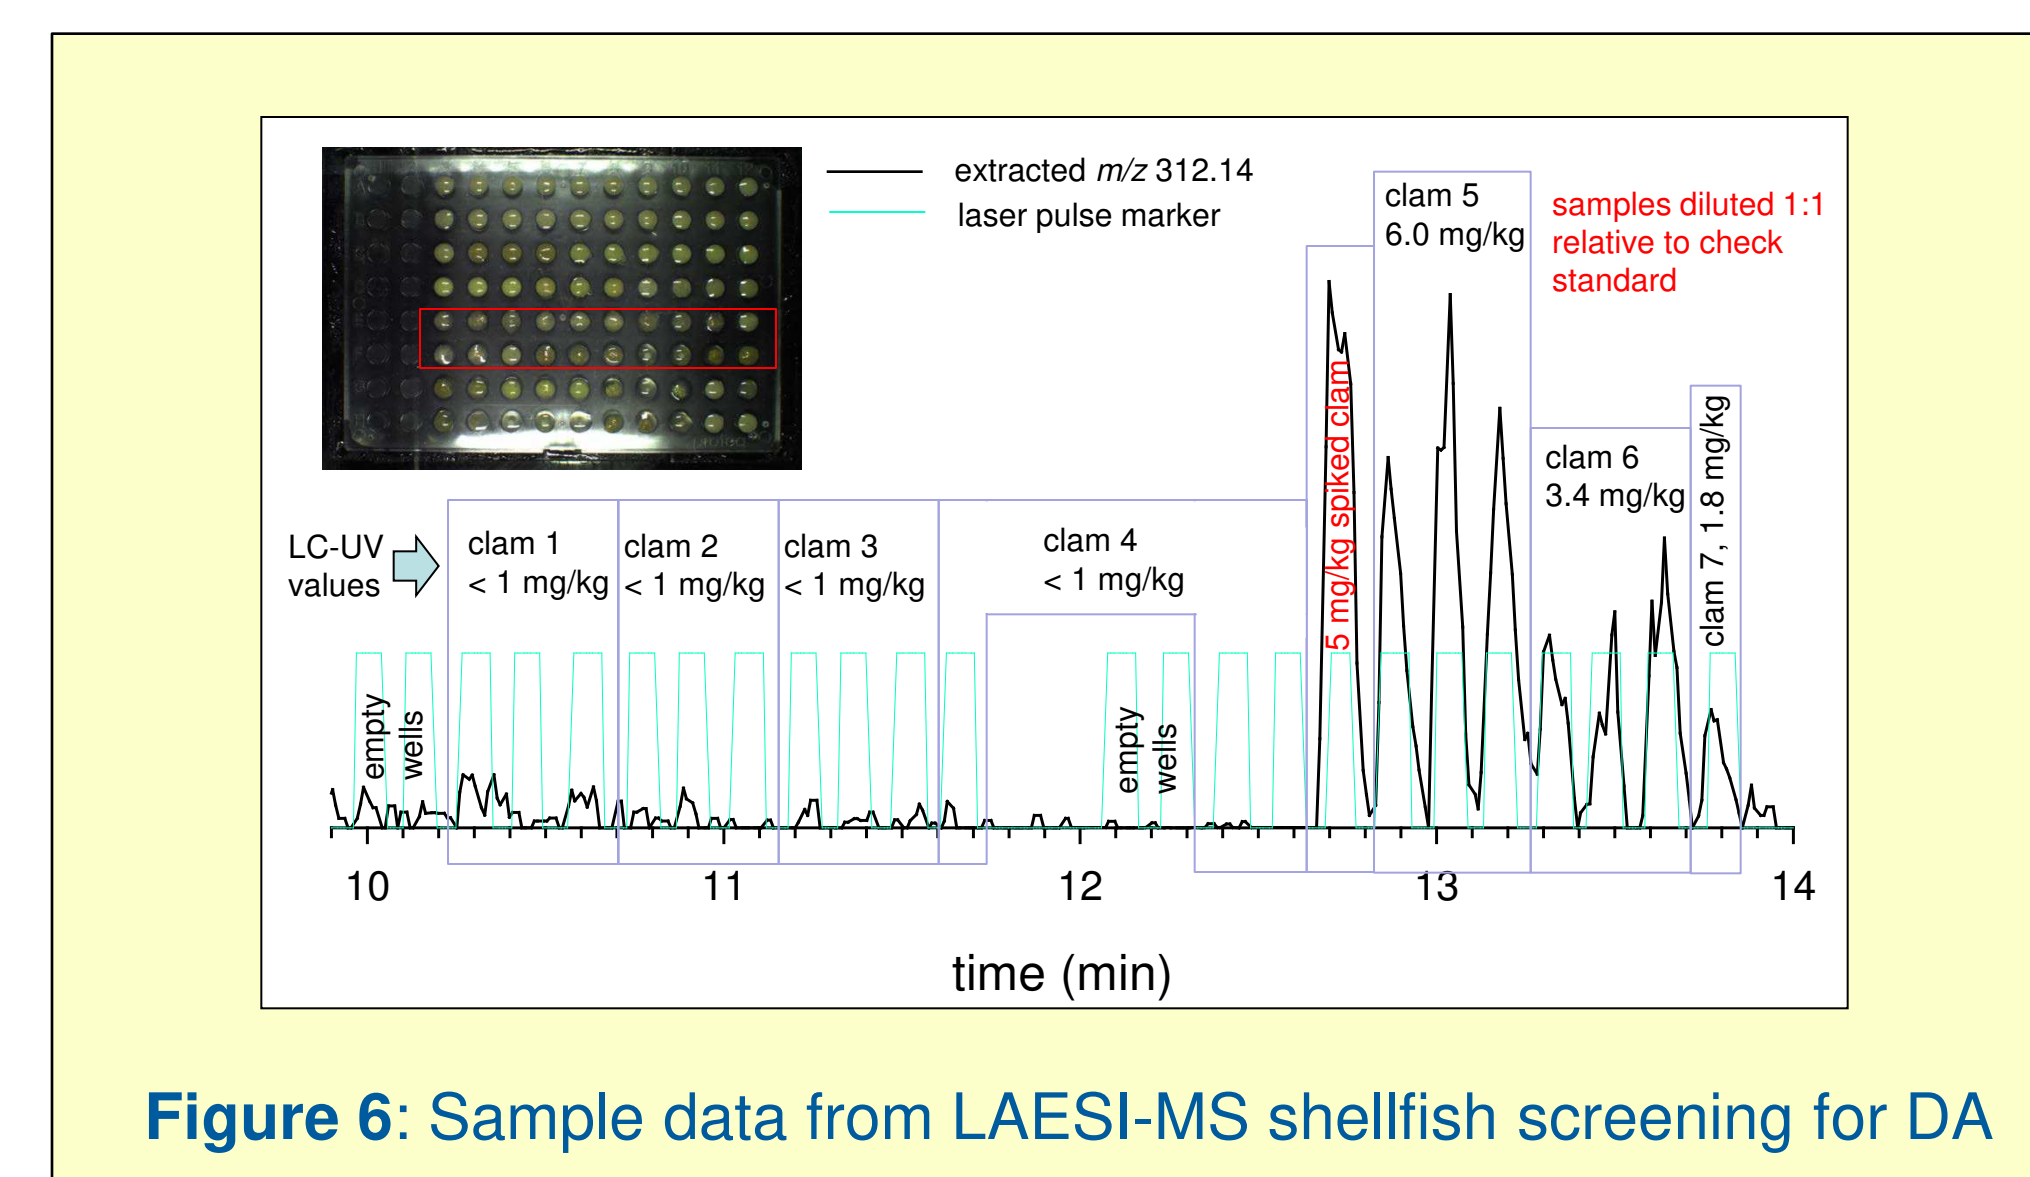 extracted m/z 312.14
laser pulse marker
clam 5
6.0 mg/kg
samples diluted 1:1
relative to check
standard
5 mg/kg spiked clam
clam 6
3.4 mg/kg
clam 7, 1.8 mg/kg
LC-UV
values
clam 1
< 1 mg/kg
clam 2
< 1 mg/kg
clam 3
< 1 mg/kg
clam 4
< 1 mg/kg
empty
wells
empty
wells
10
11
12
13
14
time (min)
Figure 6: Sample data from LAESI-MS shellfish screening for DA